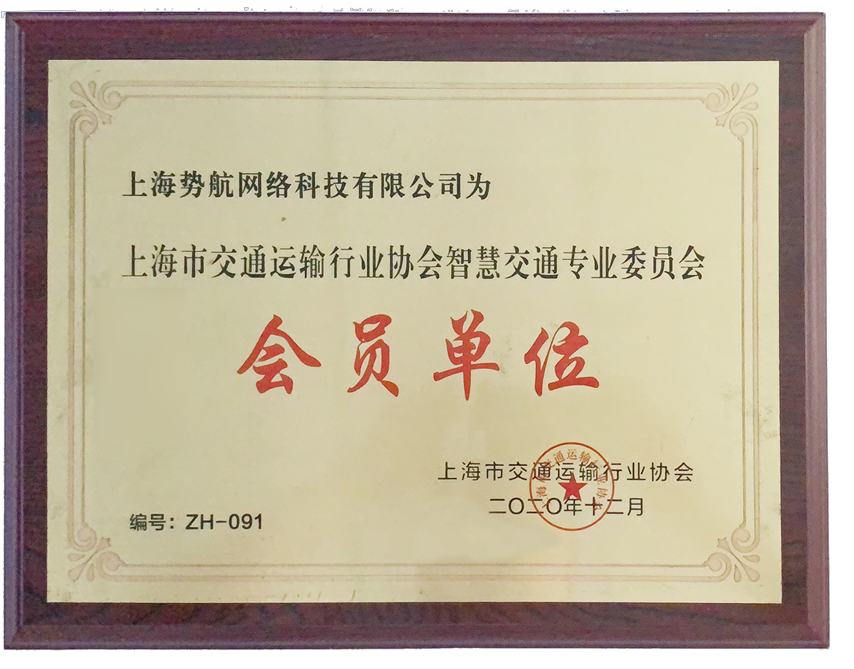 上海势航网络科技有限公司为
上海市交通运输行业协会智慧交通专业委员会
会员单位
上海市交通运输行业协会
二〇二〇年十二月
编号：ZH-091